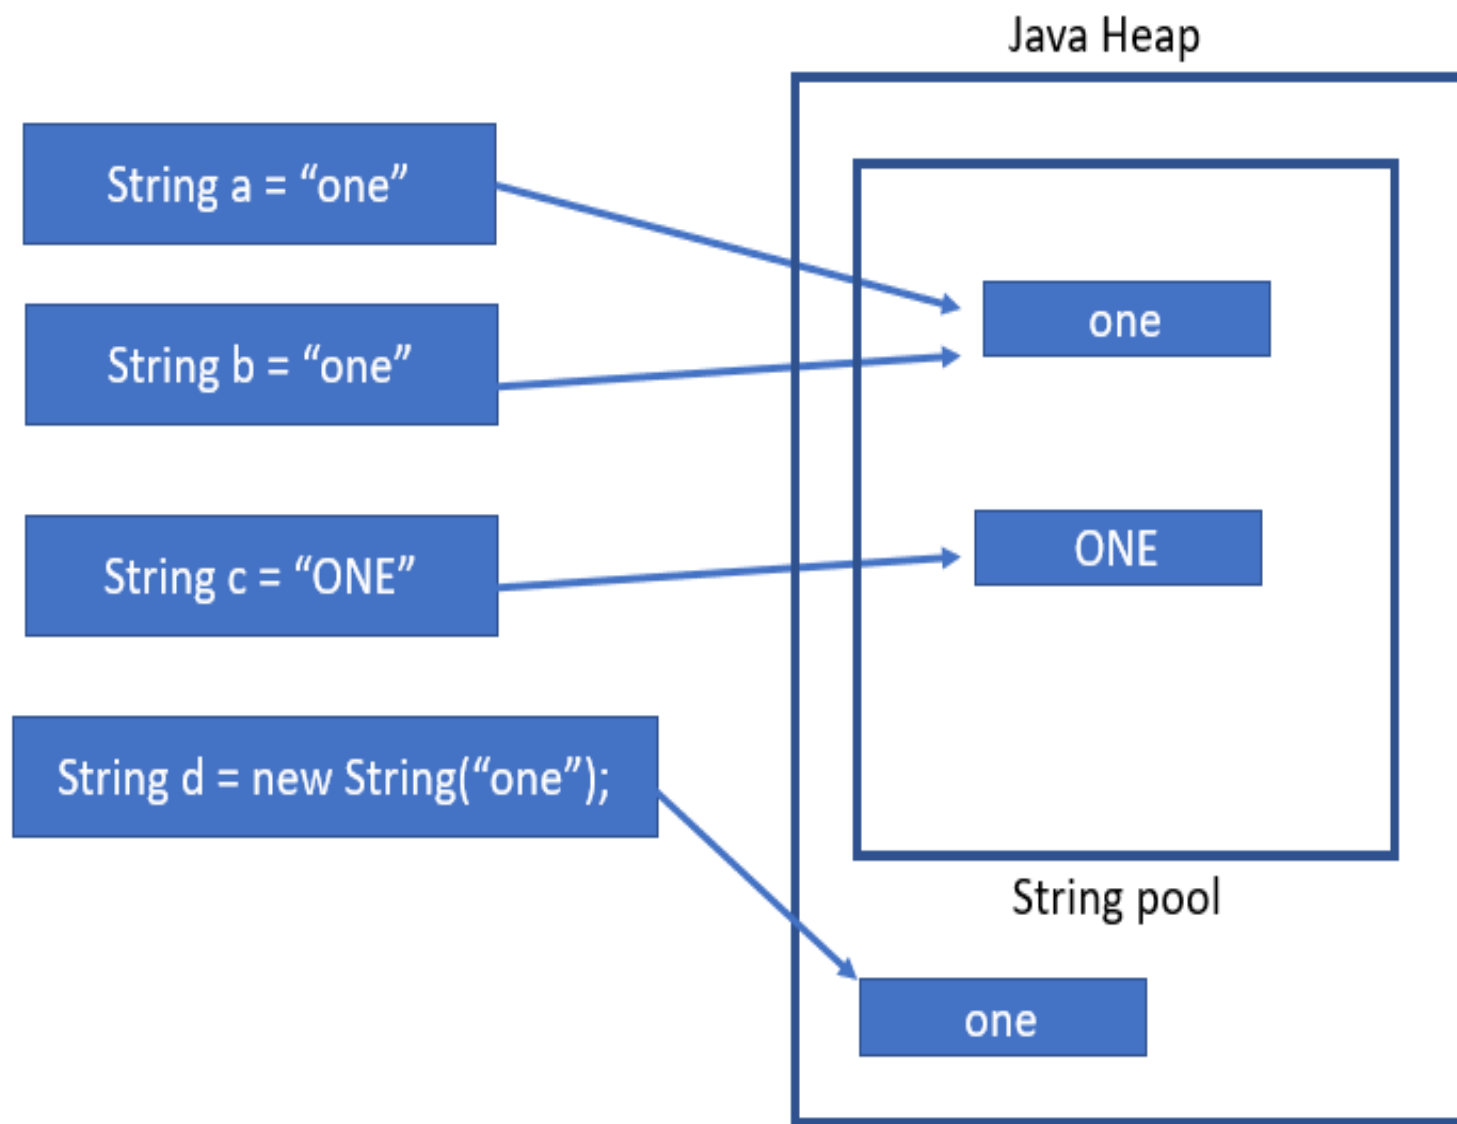 Java Heap
String a = “one”
one
String b = “one”
ONE
String c = “ONE”
String d = new String(“one”);
String pool
one